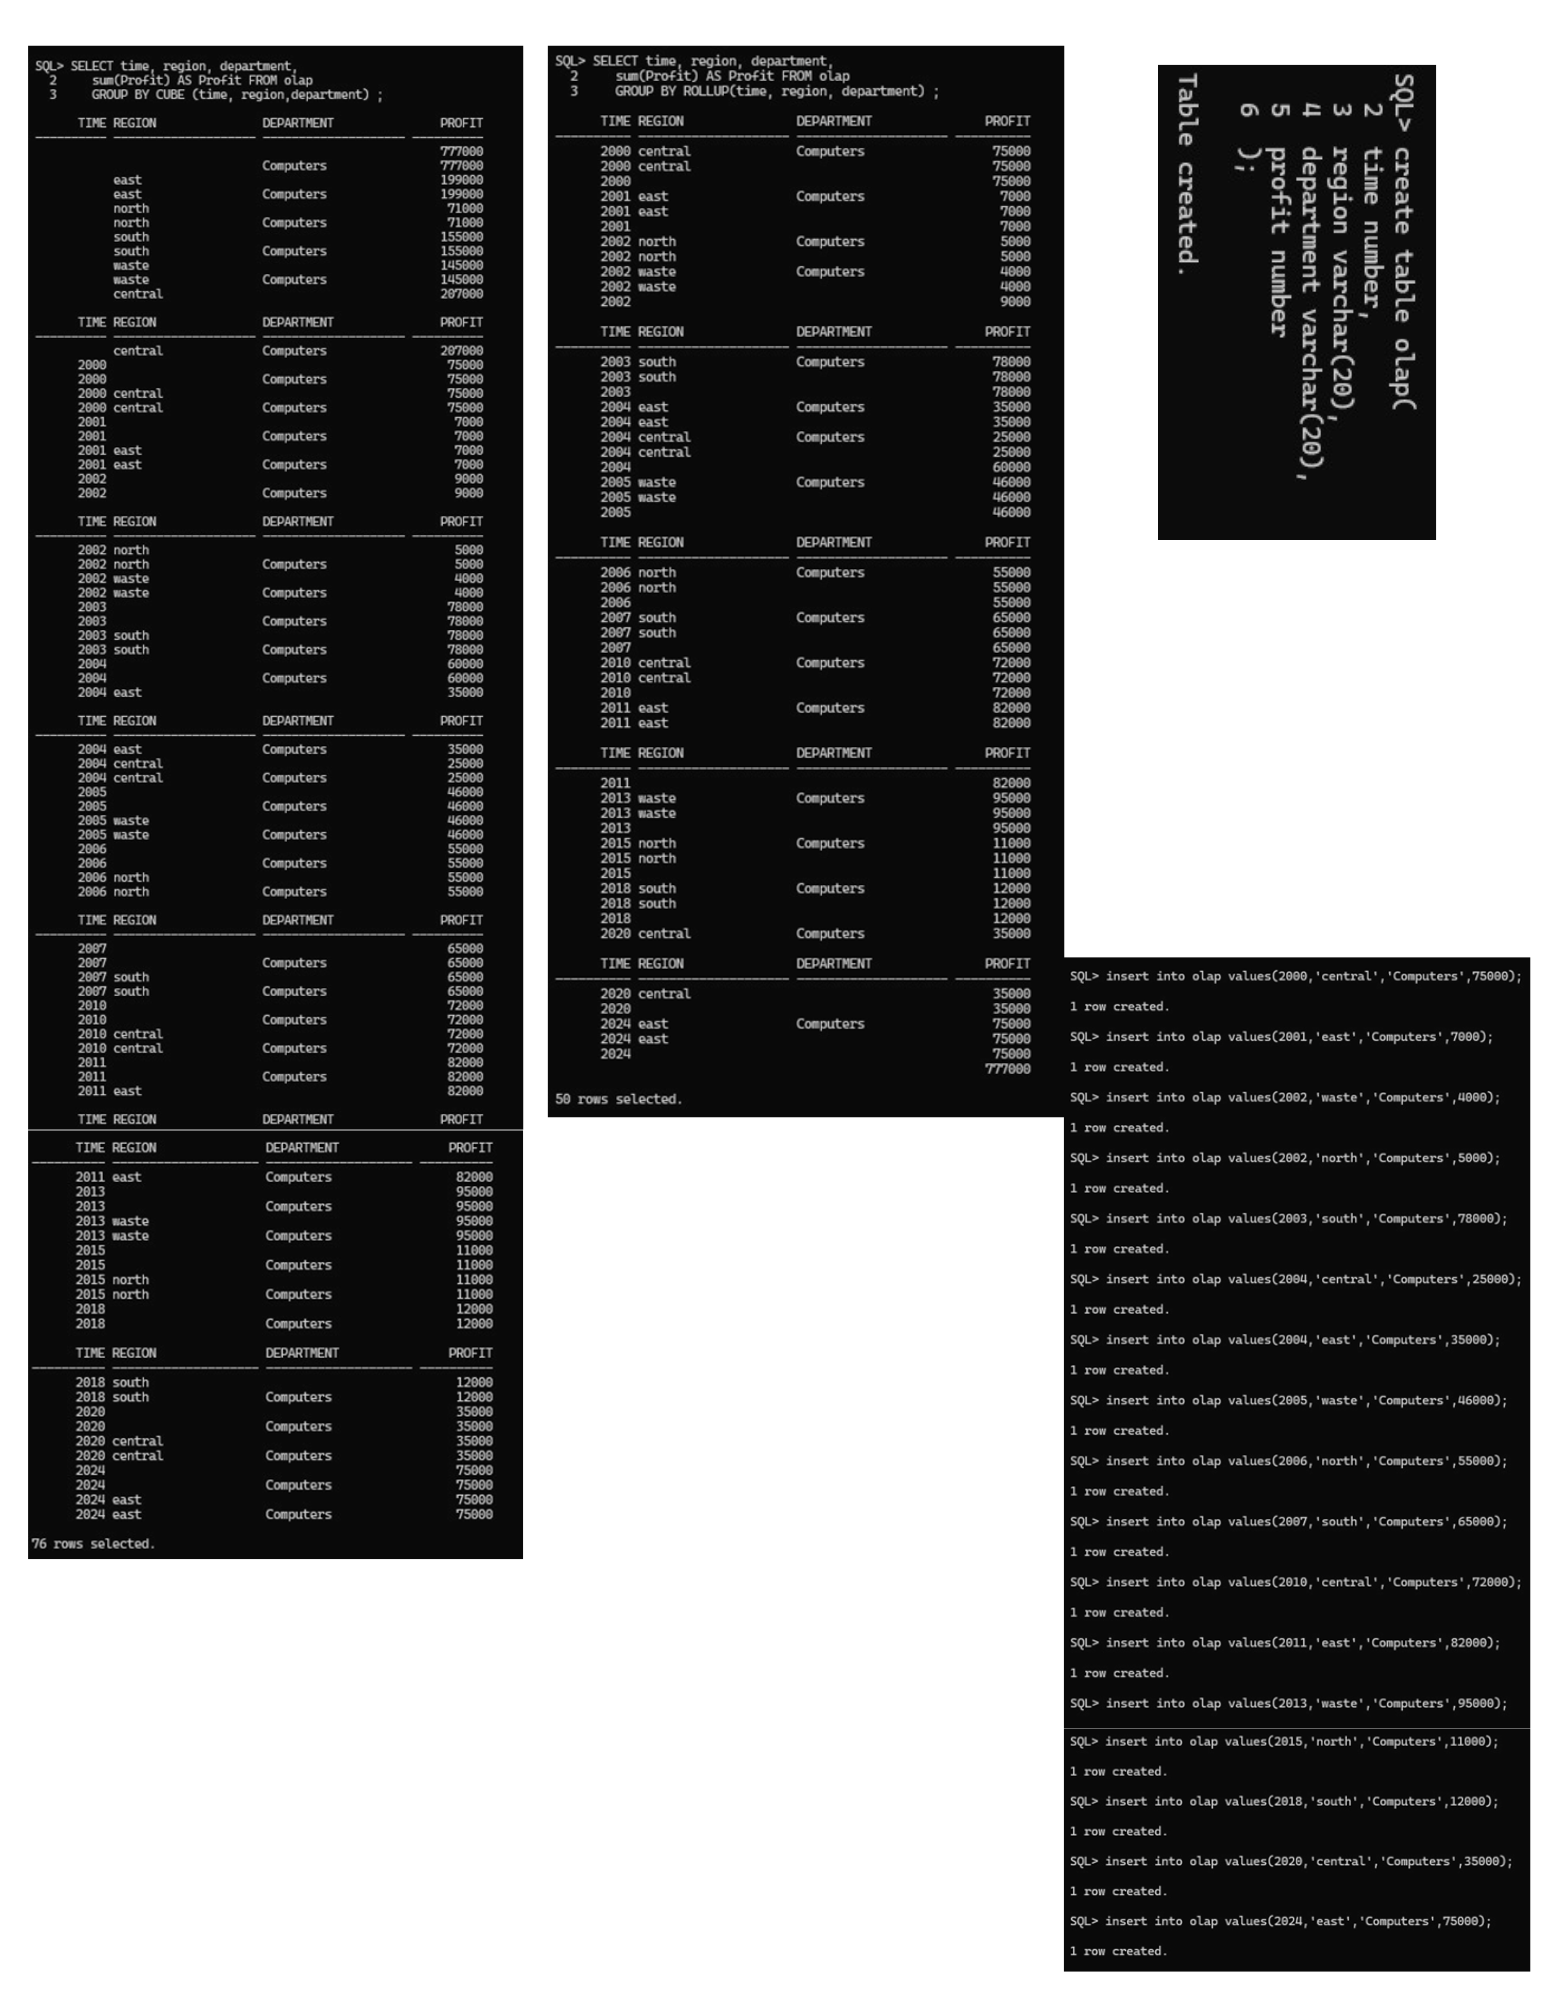 SQL> SELECT time, region, department,
  2     sum(Profit) AS Profit FROM olap
  3     GROUP BY CUBE (time, region,department) ;
TIME REGION DEPARTMENT PROFIT
777000
Computers 777000
east 199000
east Computers 199000
north 71000
north Computers 71000
south 155000
south Computers 155000
waste 145000
waste Computers 145000
central 207000
TIME REGION DEPARTMENT PROFIT
central Computers 207000
2000 75000
2000 Computers 75000
2000 central 75000
2000 central Computers 75000
2001 7000
2001 Computers 7000
2001 east 7000
2001 east Computers 7000
2002 9000
2002 Computers 9000
TIME REGION DEPARTMENT PROFIT
2002 north 5000
2002 north Computers 5000
2002 waste 4000
2002 waste Computers 4000
2003 78000
2003 Computers 78000
2003 south 78000
2003 south Computers 78000
2004 60000
2004 Computers 60000
2004 east 35000
TIME REGION DEPARTMENT PROFIT
2004 east Computers 35000
2004 central 25000
2004 central Computers 25000
2005 46000
2005 Computers 46000
2005 waste 46000
2005 waste Computers 46000
2006 55000
2006 Computers 55000
2006 north 55000
2006 north Computers 55000
TIME REGION DEPARTMENT PROFIT
2007 65000
2007 Computers 65000
2007 south 65000
2007 south Computers 65000
2010 72000
2010 Computers 72000
2010 central 72000
2010 central Computers 72000
2011 82000
2011 Computers 82000
2011 east 82000
TIME REGION DEPARTMENT PROFIT
TIME REGION DEPARTMENT PROFIT
2011 east Computers 82000
2013 95000
2013 Computers 95000
2013 waste 95000
2013 waste Computers 95000
2015 11000
2015 Computers 11000
2015 north 11000
2015 north Computers 11000
2018 12000
2018 Computers 12000
TIME REGION DEPARTMENT PROFIT
2018 south 12000
2018 south Computers 12000
2020 35000
2020 Computers 35000
2020 central 35000
2020 central Computers 35000
2024 75000
2024 Computers 75000
2024 east 75000
2024 east Computers 75000
76 rows selected.
SQL> SELECT time, region, department,
  2     sum(Profit) AS Profit FROM olap
  3     GROUP BY ROLLUP(time, region, department) ;
TIME REGION DEPARTMENT PROFIT
2000 central Computers 75000
2000 central 75000
2000 75000
2001 east Computers 7000
2001 east 7000
2001 7000
2002 north Computers 5000
2002 north 5000
2002 waste Computers 4000
2002 waste 4000
2002 9000
TIME REGION DEPARTMENT PROFIT
2003 south Computers 78000
2003 south 78000
2003 78000
2004 east Computers 35000
2004 east 35000
2004 central Computers 25000
2004 central 25000
2004 60000
2005 waste Computers 46000
2005 waste 46000
2005 46000
TIME REGION DEPARTMENT PROFIT
2006 north Computers 55000
2006 north 55000
2006 55000
2007 south Computers 65000
2007 south 65000
2007 65000
2010 central Computers 72000
2010 central 72000
2010 72000
2011 east Computers 82000
2011 east 82000
TIME REGION DEPARTMENT PROFIT
2011 82000
2013 waste Computers 95000
2013 waste 95000
2013 95000
2015 north Computers 11000
2015 north 11000
2015 11000
2018 south Computers 12000
2018 south 12000
2018 12000
2020 central Computers 35000
TIME REGION DEPARTMENT PROFIT
2020 central 35000
2020 35000
2024 east Computers 75000
2024 east 75000
2024 75000
777000
50 rows selected.
SQL> create table olap(
  2  time number,
  3  region varchar(20),
  4  department varchar(20),
  5  profit number
  6  );
Table created.
SQL> insert into olap values(2000,'central','Computers',75000);
1 row created.
SQL> insert into olap values(2001,'east','Computers',7000);
1 row created.
SQL> insert into olap values(2002,'waste','Computers',4000);
1 row created.
SQL> insert into olap values(2002,'north','Computers',5000);
1 row created.
SQL> insert into olap values(2003,'south','Computers',78000);
1 row created.
SQL> insert into olap values(2004,'central','Computers',25000);
1 row created.
SQL> insert into olap values(2004,'east','Computers',35000);
1 row created.
SQL> insert into olap values(2005,'waste','Computers',46000);
1 row created.
SQL> insert into olap values(2006,'north','Computers',55000);
1 row created.
SQL> insert into olap values(2007,'south','Computers',65000);
1 row created.
SQL> insert into olap values(2010,'central','Computers',72000);
1 row created.
SQL> insert into olap values(2011,'east','Computers',82000);
1 row created.
SQL> insert into olap values(2013,'waste','Computers',95000);
SQL> insert into olap values(2015,'north','Computers',11000);
1 row created.
SQL> insert into olap values(2018,'south','Computers',12000);
1 row created.
SQL> insert into olap values(2020,'central','Computers',35000);
1 row created.
SQL> insert into olap values(2024,'east','Computers',75000);
1 row created.